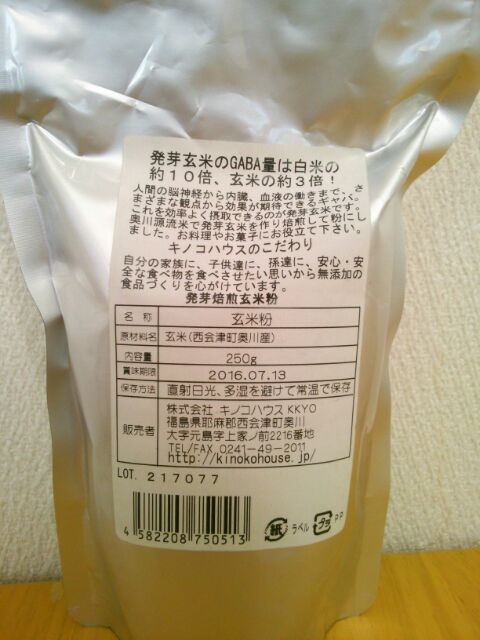 発芽玄米のGABA量は白米の
約10倍、玄米の約3倍!
人間の脳神経から内臓、血液の働きまで、さ
まざまな観点から効果が期待できるギャバ。
これを効率よく摂取できるのが発芽玄米です。
奥川源流米で発芽玄米を作り焙煎して粉にし
ました。お料理やお菓子にお役立て下さい。
キノコハウスのこだわり
自分の家族に、子供達に、孫達に、安心・安
全な食べ物を食べさせたい思いから無添加の
食品づくりを心がけています。
発芽焙煎玄米粉
名 称 玄米粉
原材料名 玄米(西会津町奥川産)
内容量 250g
賞味期限 2016.07.13
保存方法 直射日光、多湿を避けて常温で保存
販売者 株式会社 キノコハウス KKYO
福島県耶麻郡西会津町奥川
大字元島字上家ノ前2216番地
TEL/FAX 0241-49-2011
http://kinokohouse.jp/
LOT. 217077
4 582208 750513
紙 ラベル プラ PP